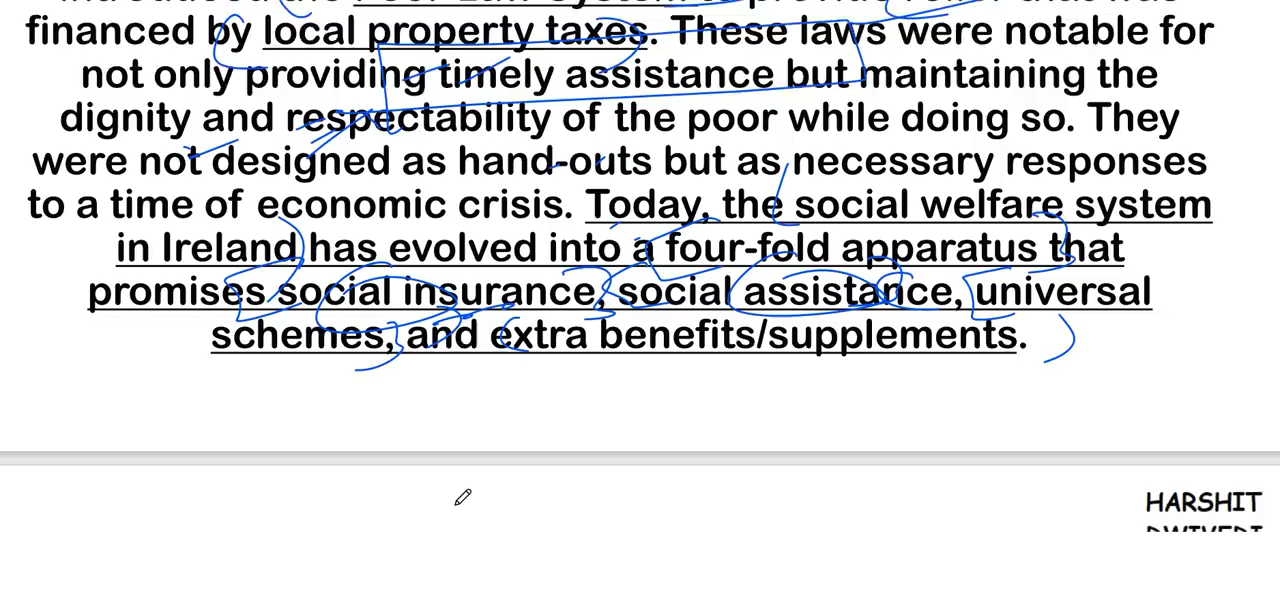 financed by local property taxes. These laws were notable for
not only providing timely assistance but maintaining the
dignity and respectability of the poor while doing so. They
were not designed as hand-outs but as necessary responses
to a time of economic crisis. Today, the social welfare system
in Ireland has evolved into a four-fold apparatus that
promises social insurance, social assistance, universal
schemes, and extra benefits/supplements.
HARSHIT